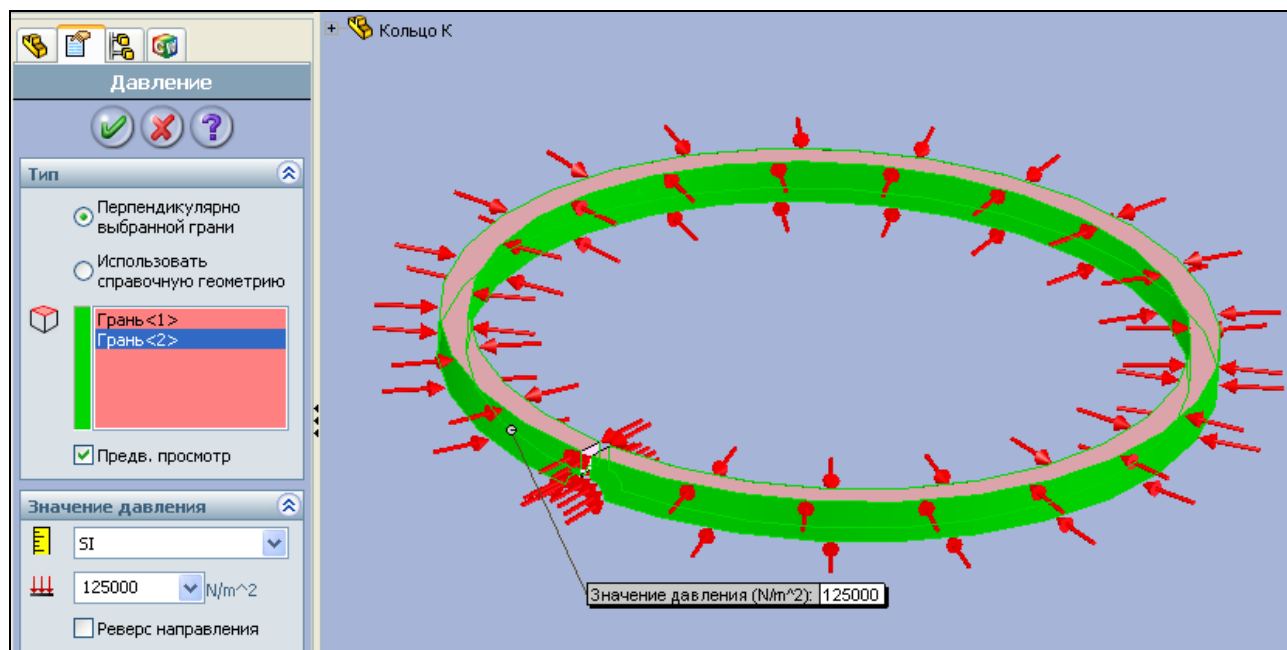 Давление
?
Тип
Перпендикулярно
выбранной грани
Использовать
справочную геометрию
Грань<1>
Грань<2>
Предв. просмотр
Значение давления
SI
125000 N/m^2
Реверс направления
Кольцо К
Значение давления (N/m^2): 125000